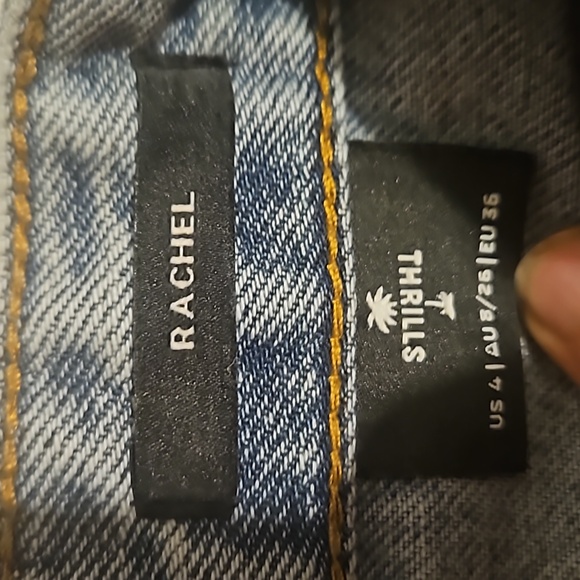 RACHEL
THRILLS
US 4 | AU 8/26 | EU 36